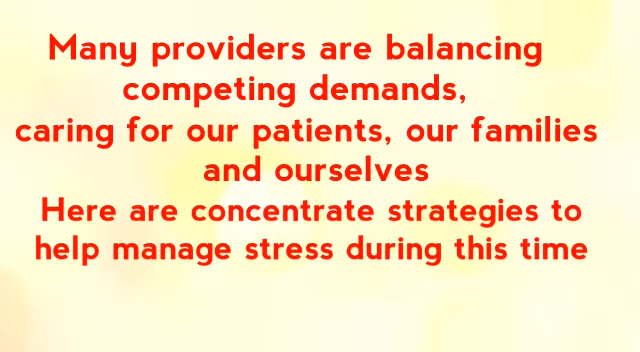 Many providers are balancing
competing demands,
caring for our patients, our families
and ourselves
Here are concentrate strategies to
help manage stress during this time